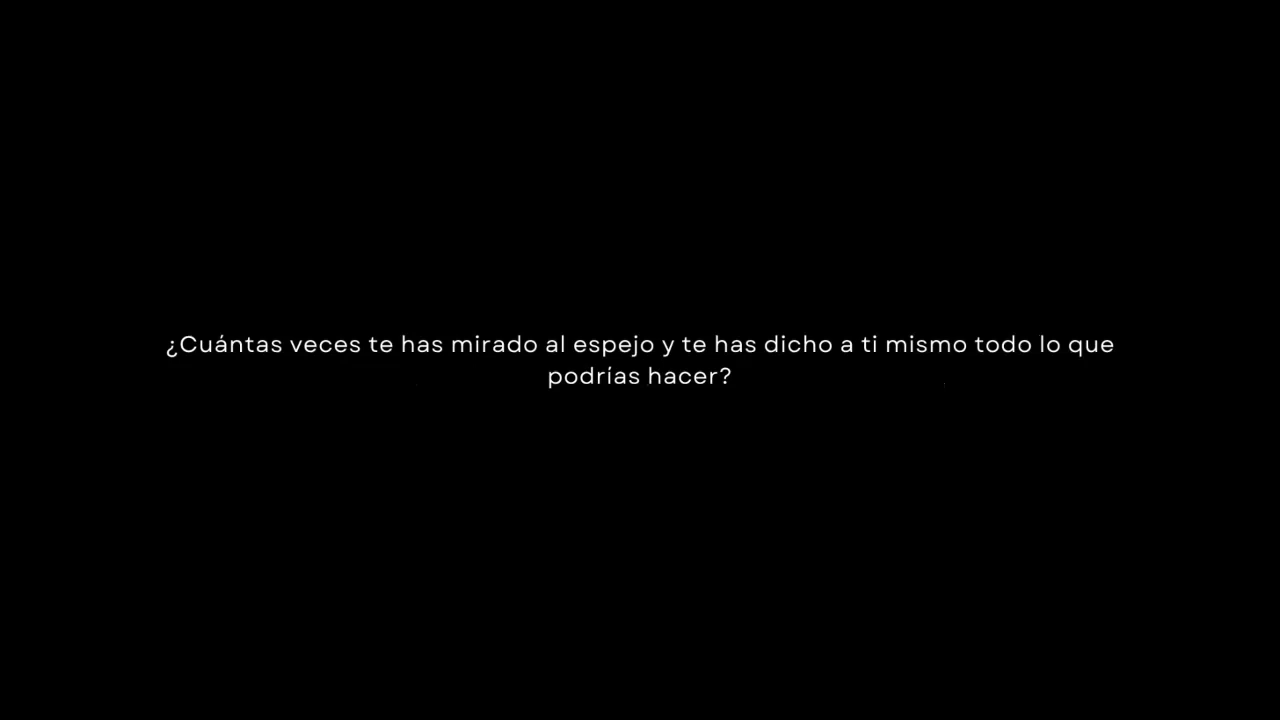 ¿Cuántas veces te has mirado al espejo y te has dicho a ti mismo todo lo que
podrías hacer?